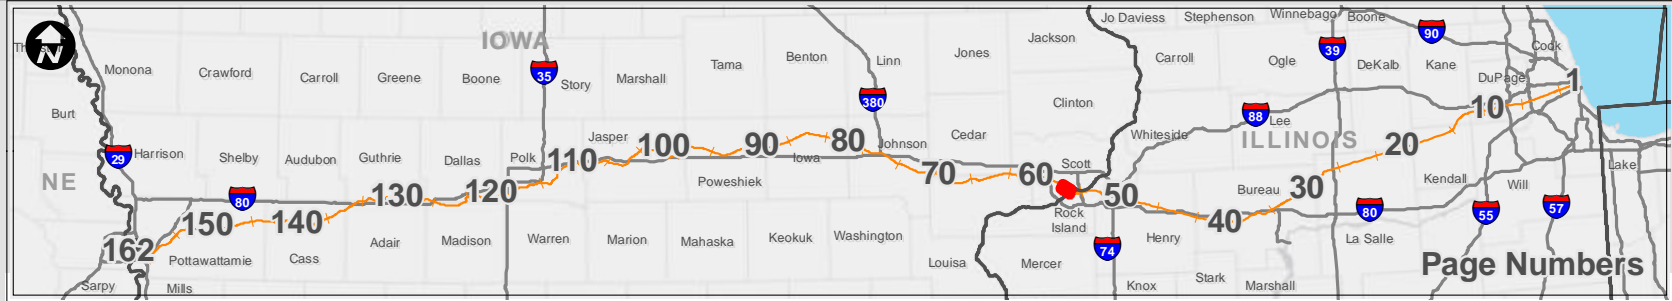 Jo Daviess Stephenson Winnebago Boone
IOWA
Jackson
39
90
Cock
Monona Crawford Carroll Greene Boone 35 Story Marshall Tama Benton Linn Jones Carroll Ogle DeKalb Kane
DuPage 1
N
380
Clinton
10
Burt
88 Lee
Jasper 100 90 80 Cedar Whiteside ILLINOIS 20
29 Harrison Shelby Audubon Guthrie Dallas Polk 110 Iowa Johnson
70 60 Scott
Lake
NE
80 130 120 Poweshiek 50 Bureau 30 Kendall Will
150 140 Rock
Island 40 80 55 57
162 Adair Madison Warren Marion Mahaska Keokuk Washington 74 Henry La Salle
Pottawattamie Cass Louisa Mercer Page Numbers
Sarpy Mills Knox Stark Marshall